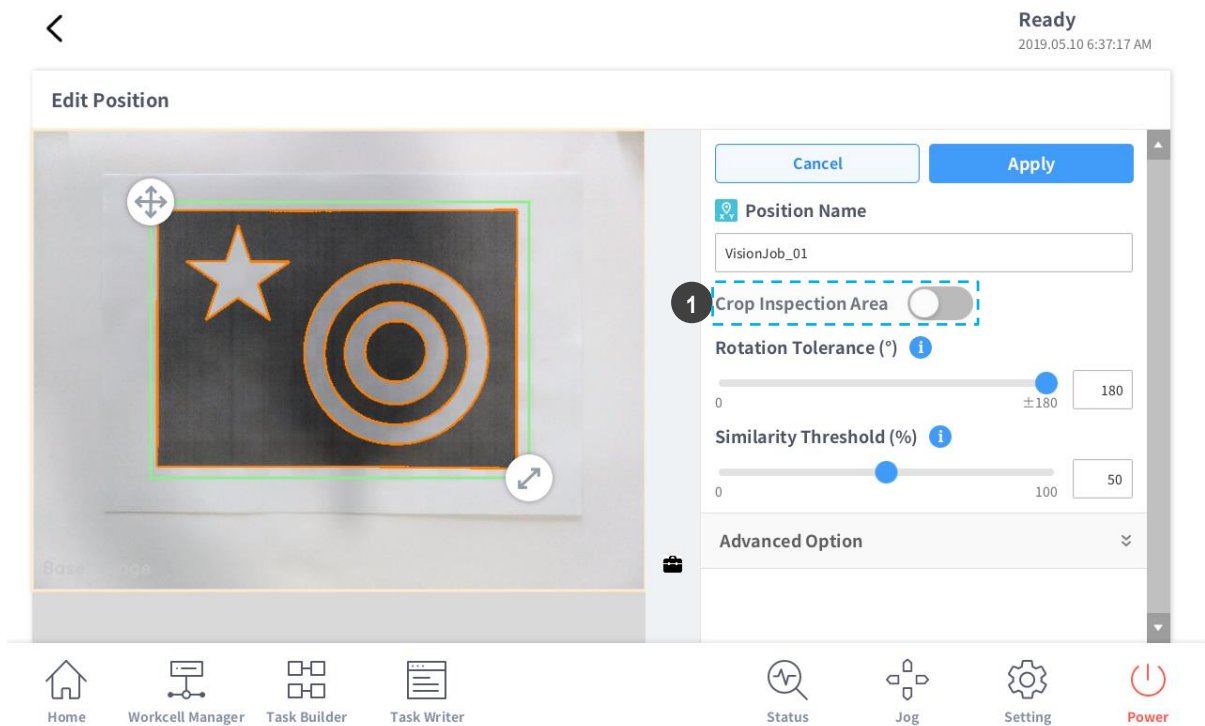 Ready
2019.05.10 6:37:17 AM
Edit Position
Cancel
Apply
Position Name
VisionJob_01
1
Crop Inspection Area
Rotation Tolerance (°)
0
±180
180
Similarity Threshold (%)
0
100
50
Advanced Option
Base Image
Home
Workcell Manager
Task Builder
Task Writer
Status
Jog
Setting
Power